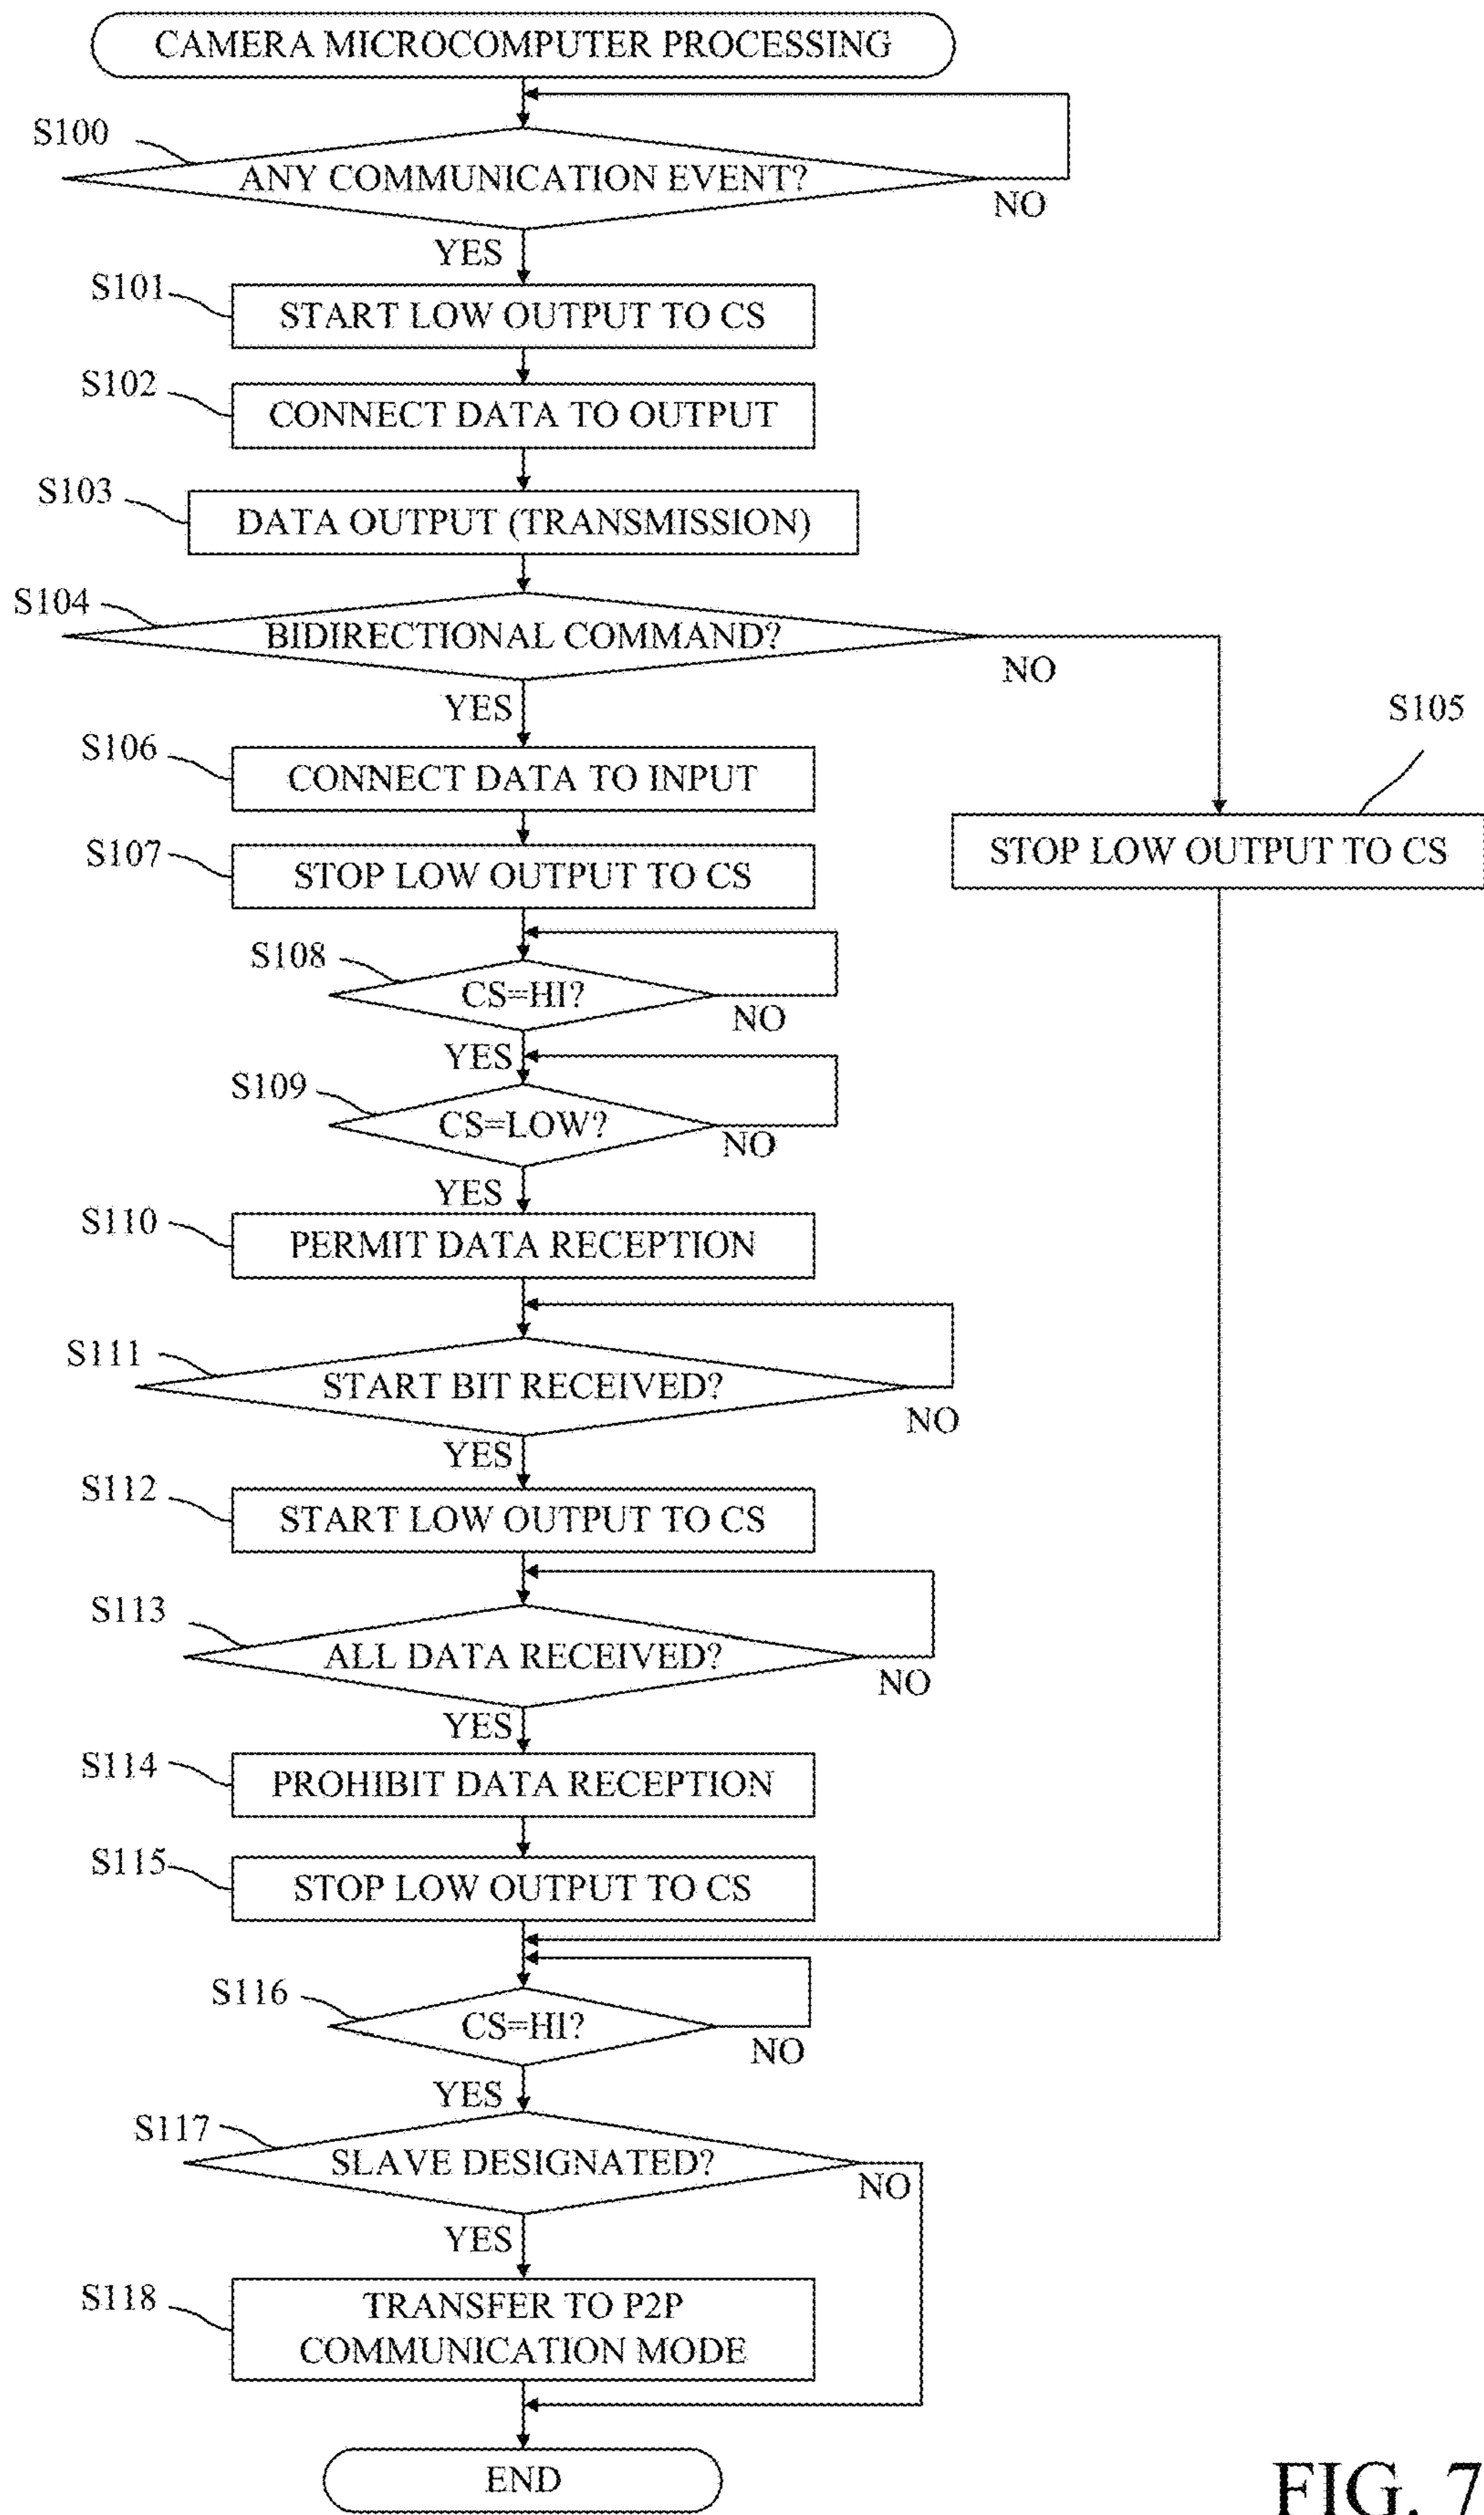 CAMERA MICROCOMPUTER PROCESSING
S100
ANY COMMUNICATION EVENT?
NO
YES
S101
START LOW OUTPUT TO CS
S102
CONNECT DATA TO OUTPUT
S103
DATA OUTPUT (TRANSMISSION)
S104
BIDIRECTIONAL COMMAND?
NO
YES
S105
STOP LOW OUTPUT TO CS
S106
CONNECT DATA TO INPUT
S107
STOP LOW OUTPUT TO CS
S108
CS=HI?
NO
YES
S109
CS=LOW?
NO
YES
S110
PERMIT DATA RECEPTION
S111
START BIT RECEIVED?
NO
YES
S112
START LOW OUTPUT TO CS
S113
ALL DATA RECEIVED?
NO
YES
S114
PROHIBIT DATA RECEPTION
S115
STOP LOW OUTPUT TO CS
S116
CS=HI?
NO
YES
S117
SLAVE DESIGNATED?
NO
YES
S118
TRANSFER TO P2P
COMMUNICATION MODE
END
FIG. 7